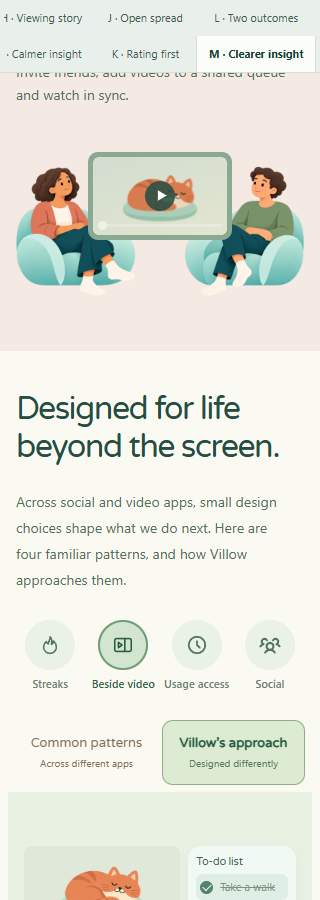 H · Viewing story J · Open spread L · Two outcomes
· Calmer insight K · Rating first M · Clearer insight
invite friends, add videos to a shared queue
and watch in sync.
Designed for life
beyond the screen.
Across social and video apps, small design
choices shape what we do next. Here are
four familiar patterns, and how Villow
approaches them.
Streaks Beside video Usage access Social
Common patterns Villow's approach
Across different apps Designed differently
To-do list
Take a walk